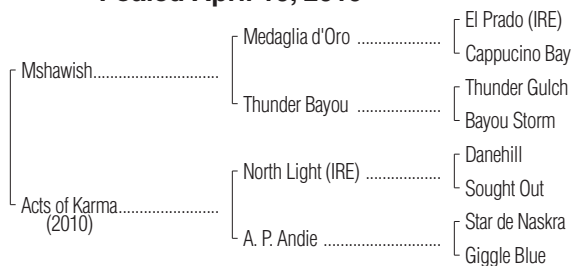 Foaled April
El Prado (IRE)
Medaglia d'Oro
Cappucino Bay
Mshawish
Thunder Gulch
Thunder Bayou
Bayou Storm
Danehill
North Light (IRE)
Sought Out
Acts of Karma
(2010)
Star de Naskra
A. P. Andie
Giggle Blue